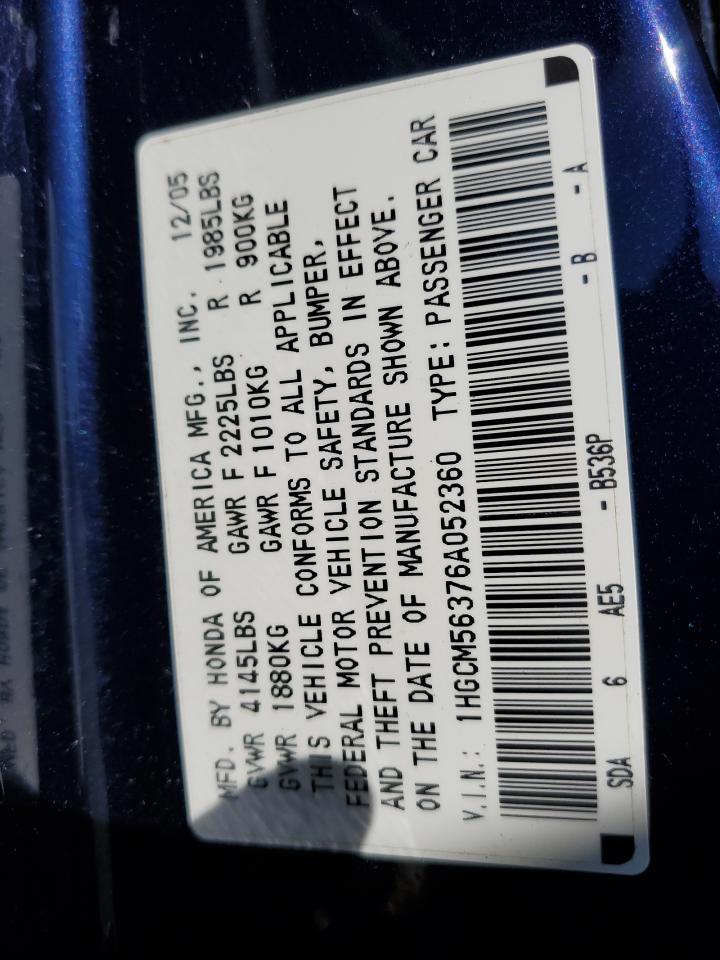 MFD. BY HONDA OF AMERICA MFG., INC. 12/05
GVWR 4145LBS GAWR F 2225LBS R 1985LBS
GVWR 1880KG GAWR F 1010KG R 900KG
THIS VEHICLE CONFORMS TO ALL APPLICABLE
FEDERAL MOTOR VEHICLE SAFETY, BUMPER,
AND THEFT PREVENTION STANDARDS IN EFFECT
ON THE DATE OF MANUFACTURE SHOWN ABOVE.
V.I.N.: 1HGCM56376A052360 TYPE: PASSENGER CAR
SDA 6 AE5 - B536P - B - A